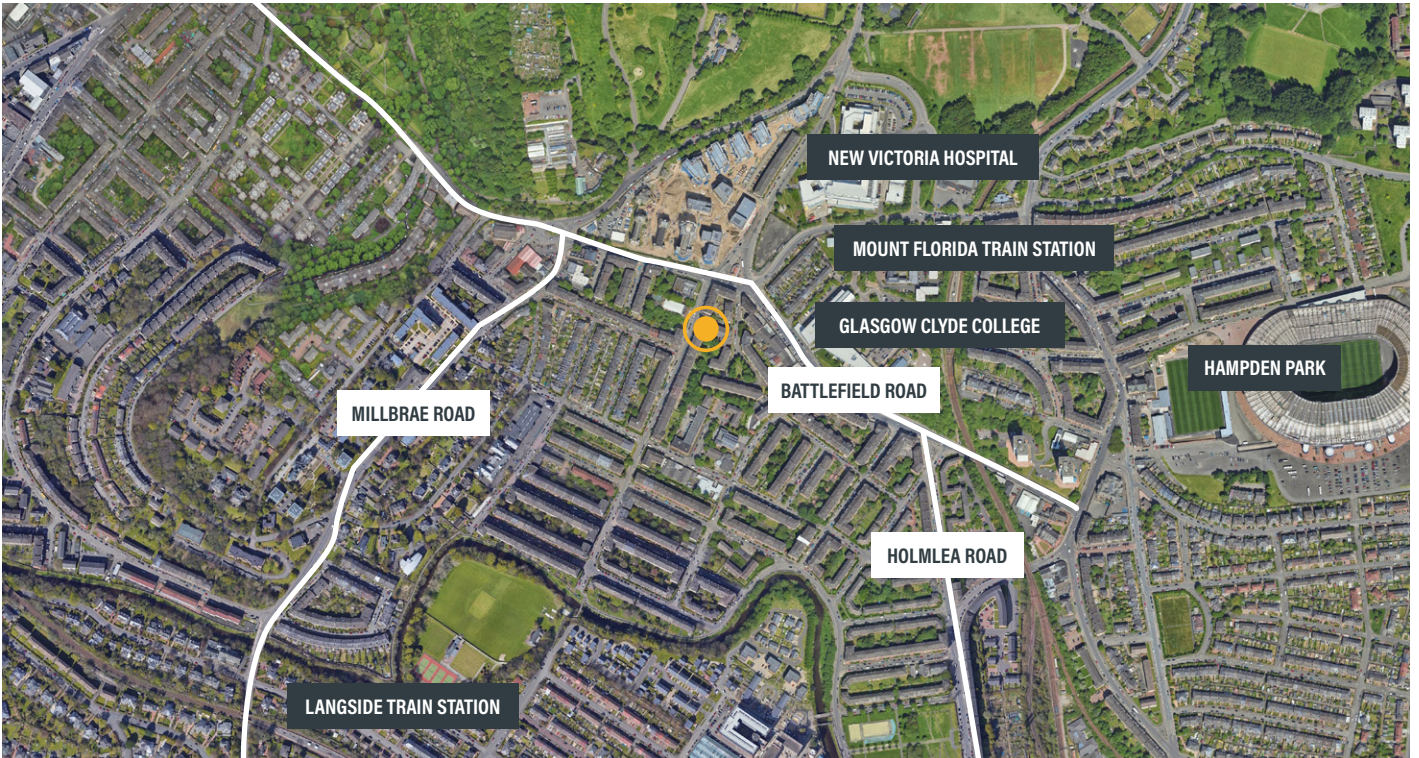 NEW VICTORIA HOSPITAL
MOUNT FLORIDA TRAIN STATION
GLASGOW CLYDE COLLEGE
HAMPDEN PARK
BATTLEFIELD ROAD
MILLBRAE ROAD
HOLMLEA ROAD
LANGSIDE TRAIN STATION